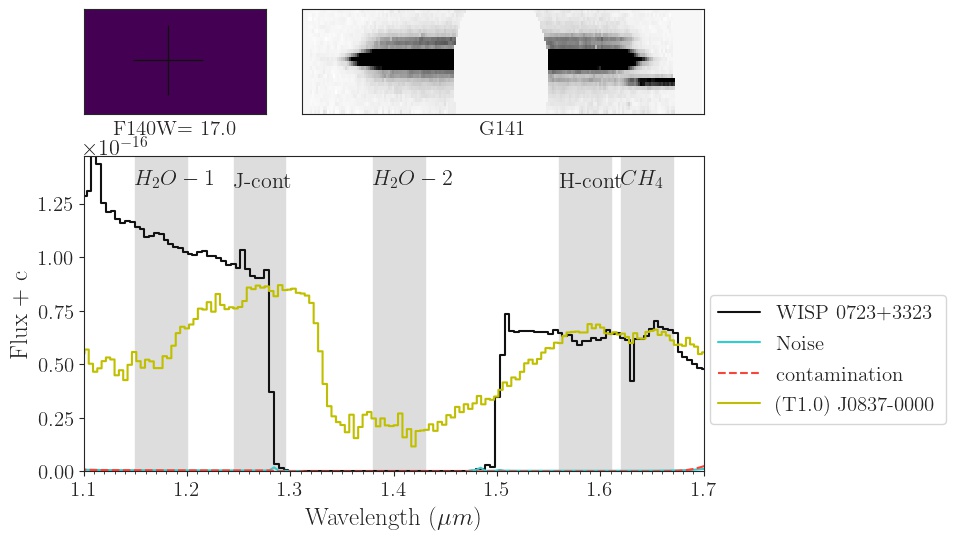 F140W= 17.0
G141
×10−16
H2O − 1
J-cont
H2O − 2
H-cont
CH4
1.25
1.00
0.75
0.50
0.25
0.00
Flux + c
WISP 0723+3323
Noise
contamination
(T1.0) J0837-0000
1.1
1.2
1.3
1.4
1.5
1.6
1.7
Wavelength (μm)